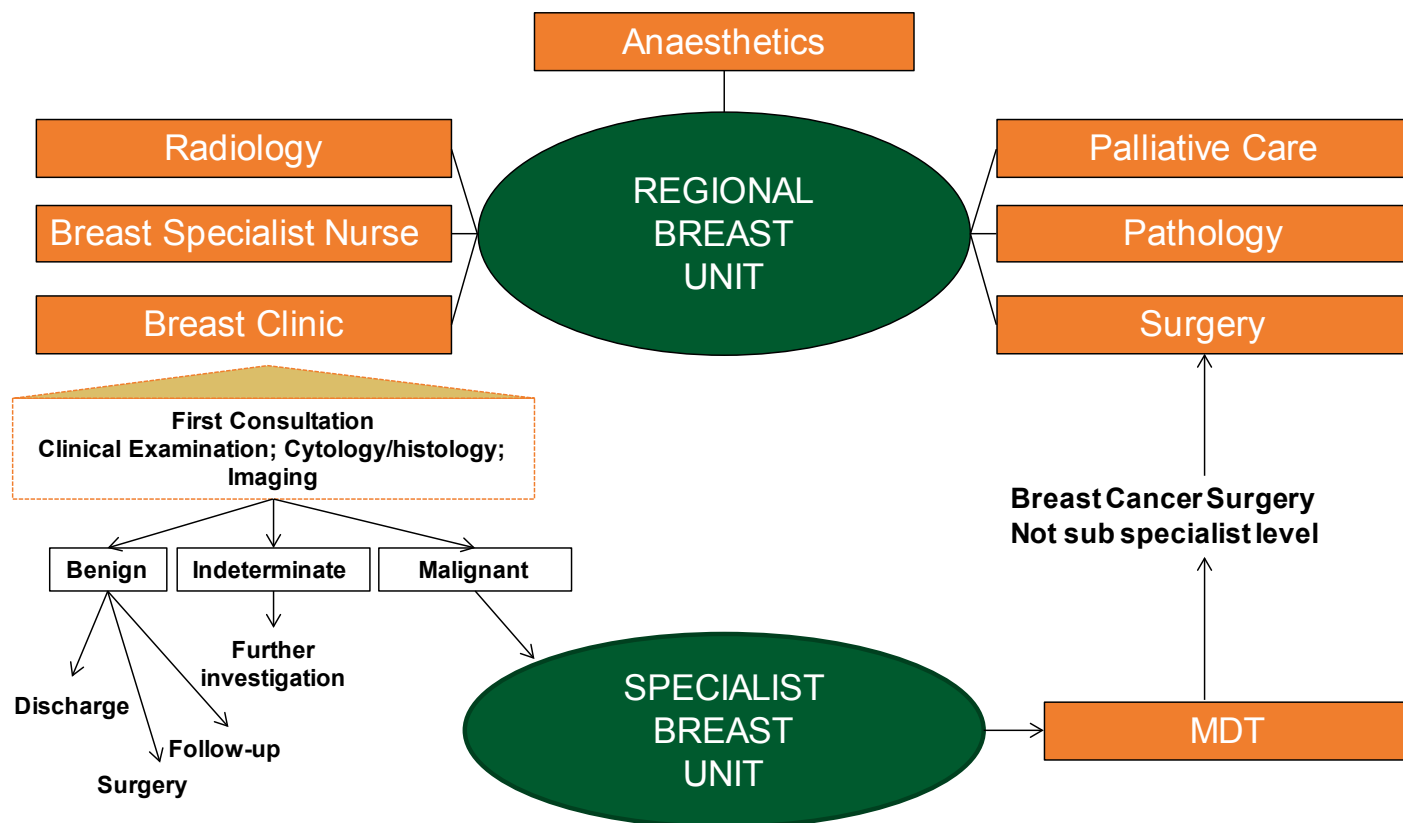 Anaesthetics
Radiology
Breast Specialist Nurse
Breast Clinic
REGIONAL
BREAST
UNIT
Palliative Care
Pathology
Surgery
First Consultation
Clinical Examination; Cytology/histology;
Imaging
Benign
Indeterminate
Malignant
Discharge
Surgery
Follow-up
Further
investigation
SPECIALIST
BREAST
UNIT
MDT
Breast Cancer Surgery
Not sub specialist level